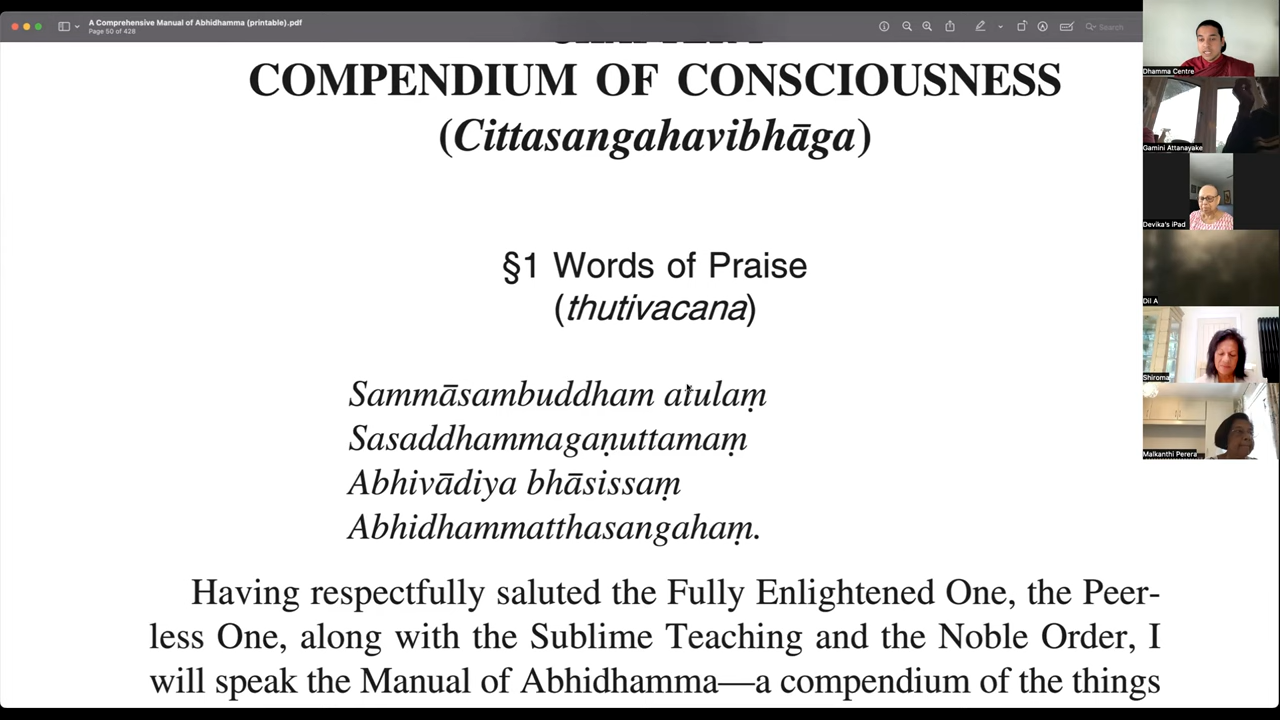 A Comprehensive Manual of Abhidhamma (printable).pdf
Page 50 of 428
Search
COMPENDIUM OF CONSCIOUSNESS
(Cittasangahavibhāga)
§1 Words of Praise
(thutivacana)
Sammāsambuddham atulaṃ
Sasaddhammagaṇuttamaṃ
Abhivādiya bhāsissaṃ
Abhidhammatthasangahaṃ.
Having respectfully saluted the Fully Enlightened One, the Peer-
less One, along with the Sublime Teaching and the Noble Order, I
will speak the Manual of Abhidhamma—a compendium of the things
Dhamma Centre
Gamini Attanayake
Devika's iPad
Dil A
Shiroma
Malkanthi Perera